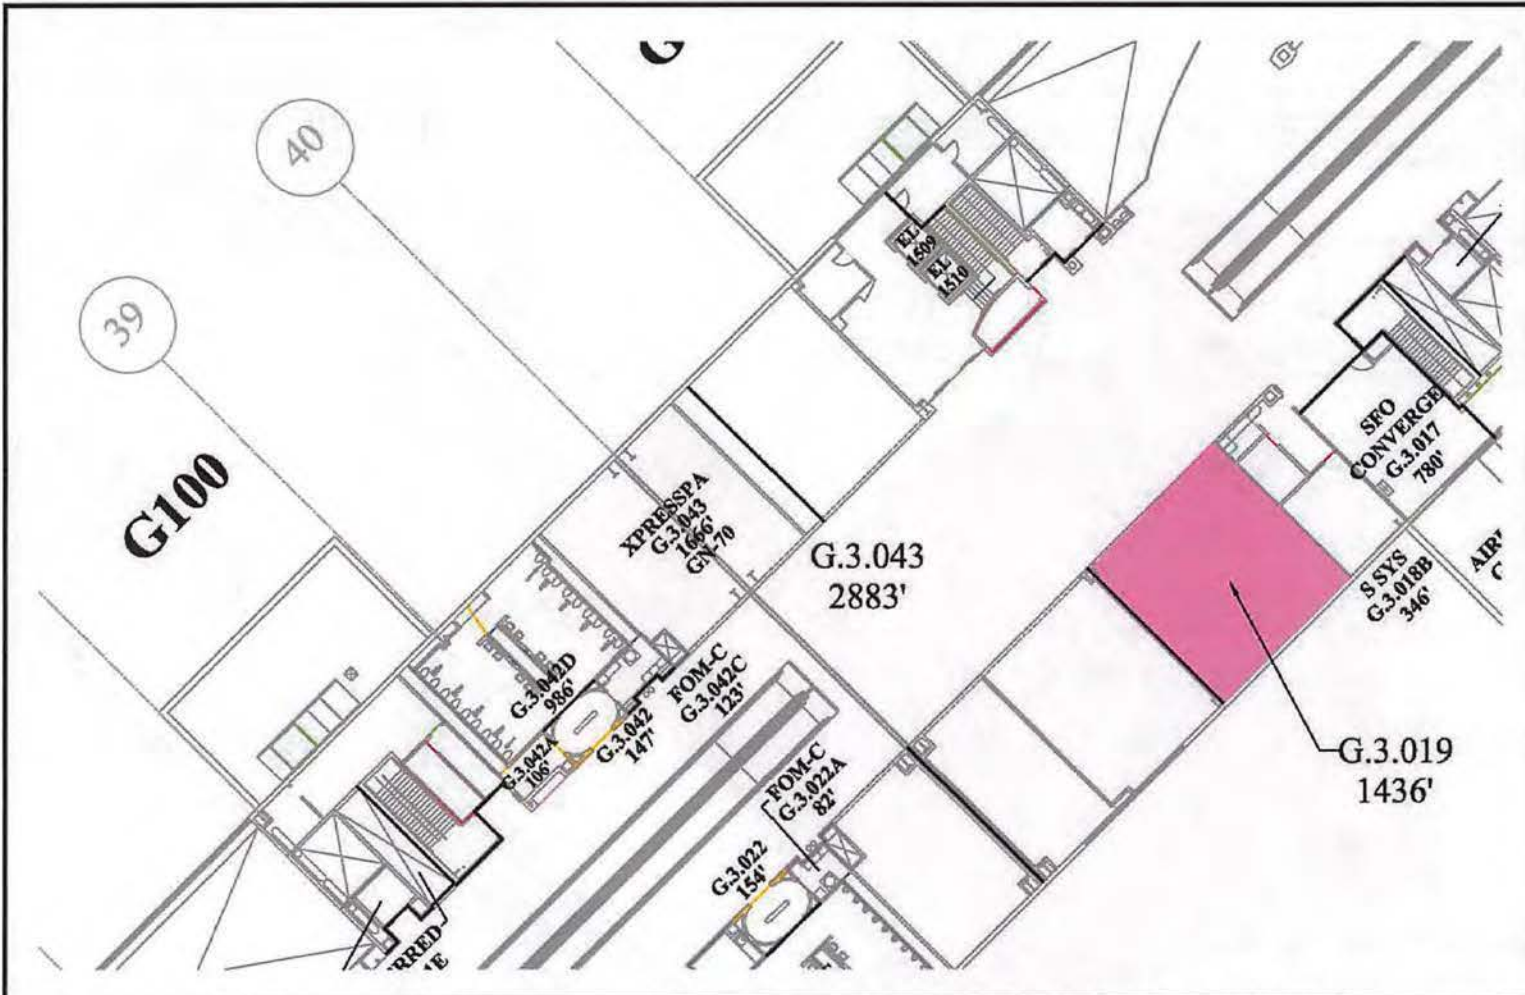 G
40
39
G100
EL
1509
EL
1510
XPRESSPA
G.3.043
1666'
GN-70
G.3.043
2883'
SFO
CONVERGE
G.3.017
780'
S SYS
G.3.018B
346'
G.3.019
1436'
G.3.042D
986'
G.3.042A
106'
G.3.042
147'
FOM-C
G.3.042C
123'
FOM-C
G.3.022A
82'
G.3.022
154'
RRED